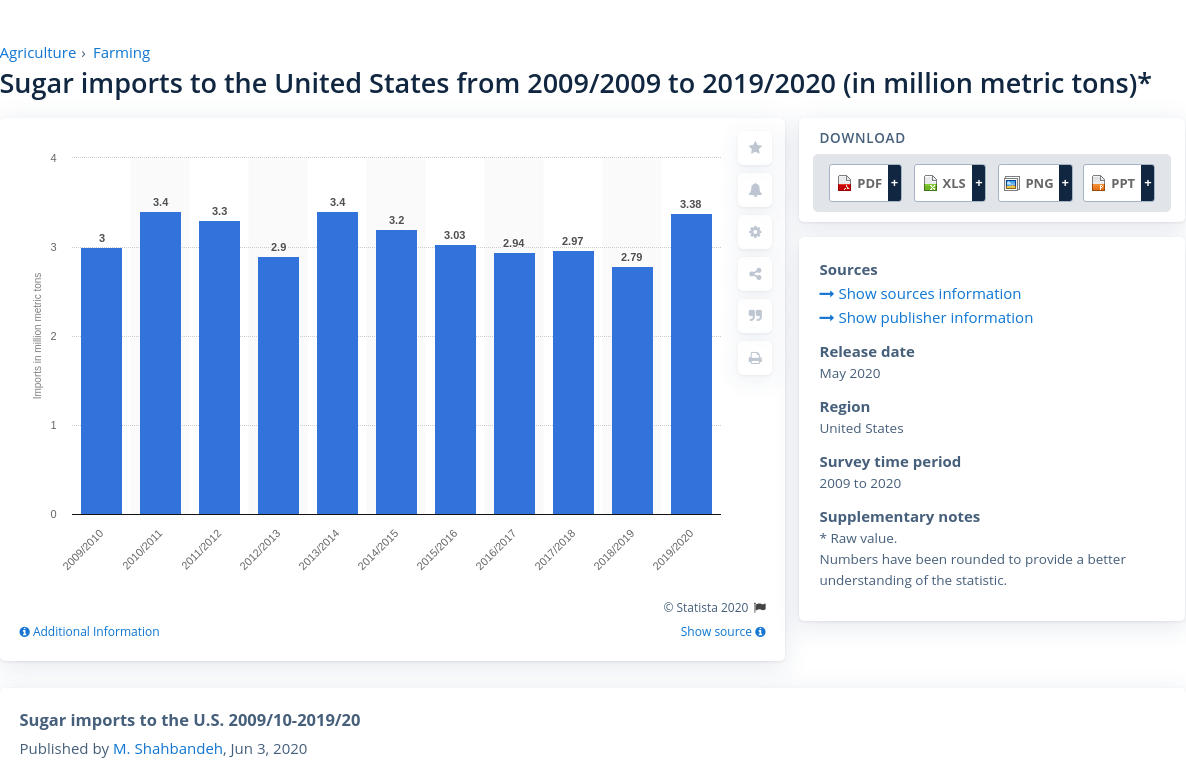 Agriculture › Farming
Sugar imports to the United States from 2009/2009 to 2019/2020 (in million metric tons)*
4
3
2
1
0
Imports in million metric tons
3
3.4
3.3
2.9
3.4
3.2
3.03
2.94
2.97
2.79
3.38
2009/2010
2010/2011
2011/2012
2012/2013
2013/2014
2014/2015
2015/2016
2016/2017
2017/2018
2018/2019
2019/2020
© Statista 2020
Additional Information
Show source
DOWNLOAD
PDF +
XLS +
PNG +
PPT +
Sources
Show sources information
Show publisher information
Release date
May 2020
Region
United States
Survey time period
2009 to 2020
Supplementary notes
* Raw value.
Numbers have been rounded to provide a better
understanding of the statistic.
Sugar imports to the U.S. 2009/10-2019/20
Published by M. Shahbandeh, Jun 3, 2020